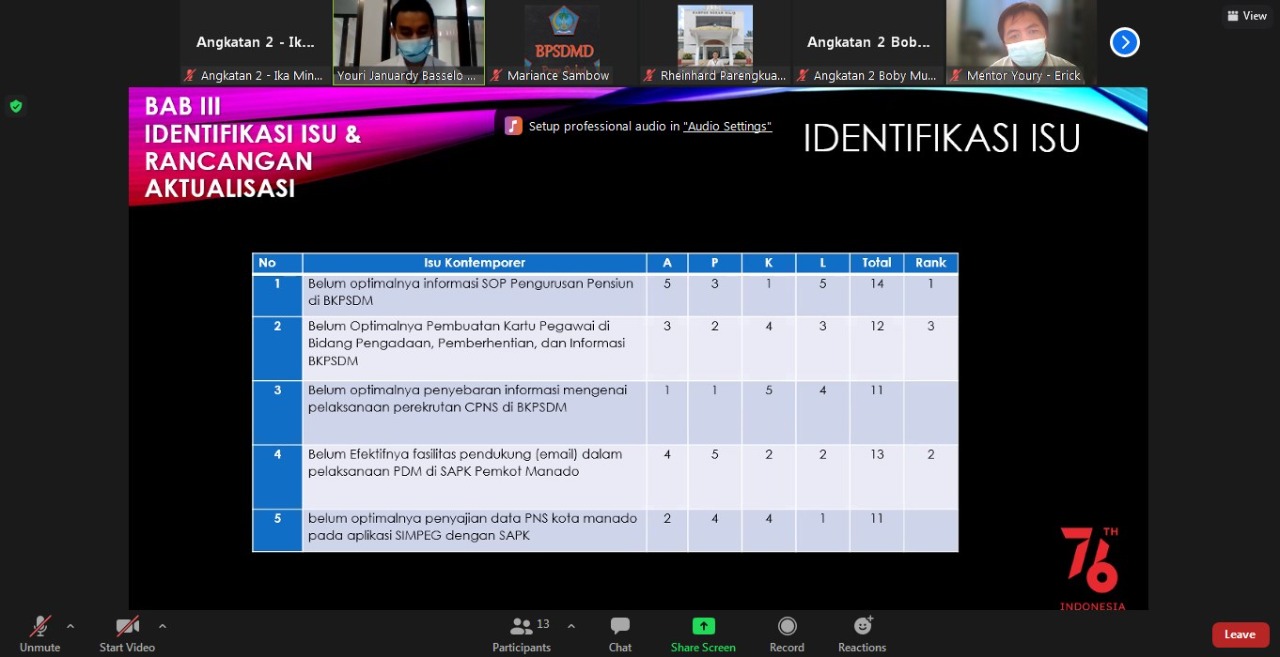 View
Angkatan 2 - Ik...
Angkatan 2 Bob...
BPSDMD
Angkatan 2 - Ika Min...
Youri Januardy Basselo ...
Mariance Sambow
Rheinhard Parengkua...
Angkatan 2 Boby Mu...
Mentor Youry - Erick
BAB III
IDENTIFIKASI ISU &
RANCANGAN
AKTUALISASI
Setup professional audio in "Audio Settings"
IDENTIFIKASI ISU
No Isu Kontemporer A P K L Total Rank
1 Belum optimalnya informasi SOP Pengurusan Pensiun 5 3 1 5 14 1
di BKPSDM
2 Belum Optimalnya Pembuatan Kartu Pegawai di 3 2 4 3 12 3
Bidang Pengadaan, Pemberhentian, dan Informasi
BKPSDM
3 Belum optimalnya penyebaran informasi mengenai 1 1 5 4 11
pelaksanaan perekrutan CPNS di BKPSDM
4 Belum Efektifnya fasilitas pendukung (email) dalam 4 5 2 2 13 2
pelaksanaan PDM di SAPK Pemkot Manado
5 belum optimalnya penyajian data PNS kota manado 2 4 4 1 11
pada aplikasi SIMPEG dengan SAPK
76TH
INDONESIA
13
Unmute
Start Video
Participants
Chat
Share Screen
Record
Reactions
Leave